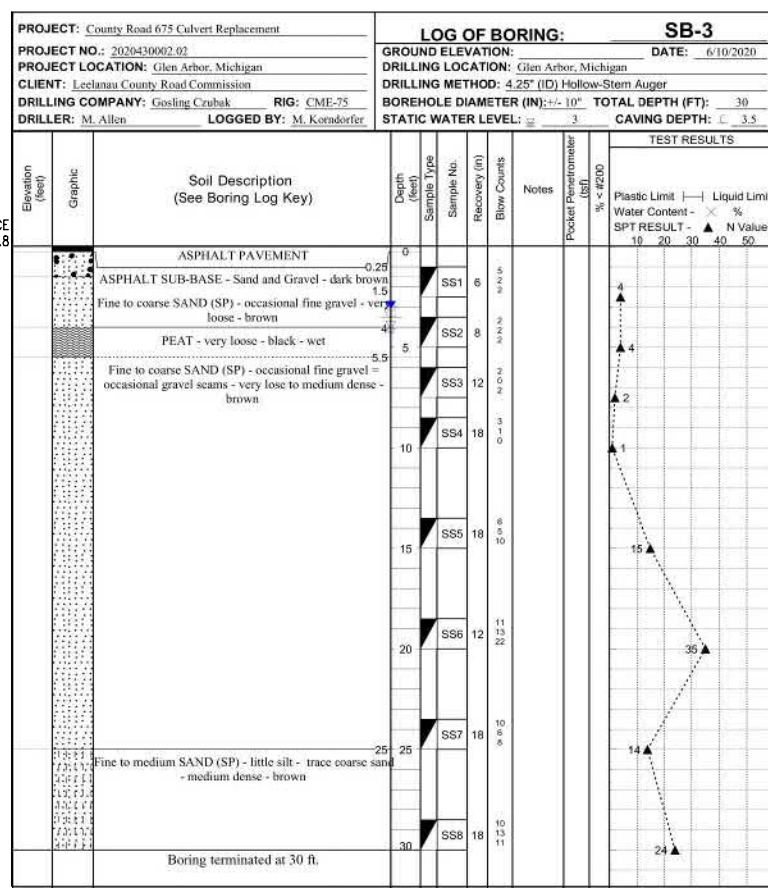 PROJECT: County Road 675 Culvert Replacement
LOG OF BORING: SB-3
PROJECT NO.: 2020430002.02
GROUND ELEVATION: DATE: 6/10/2020
PROJECT LOCATION: Glen Arbor, Michigan
DRILLING LOCATION: Glen Arbor, Michigan
CLIENT: Leelanau County Road Commission
DRILLING METHOD: 4.25" (ID) Hollow-Stem Auger
DRILLING COMPANY: Gosling Czubak RIG: CME-75
BOREHOLE DIAMETER (IN):+/- 10" TOTAL DEPTH (FT): 30
DRILLER: M. Allen LOGGED BY: M. Korndorfer
STATIC WATER LEVEL: 3 CAVING DEPTH: 3.5
TEST RESULTS
Elevation
(feet)
Graphic
Soil Description
(See Boring Log Key)
Depth
(feet)
Sample Type
Sample No.
Recovery (in)
Blow Counts
Notes
Pocket Penetrometer
(tsf)
% < #200
Plastic Limit Liquid Limi
Water Content - %
SPT RESULT - ▲ N Value
10 20 30 40 50
CE
.8
ASPHALT PAVEMENT
0
0.25
ASPHALT SUB-BASE - Sand and Gravel - dark brown
1.5
SS1 6
5
2
2
4
Fine to coarse SAND (SP) - occasional fine gravel - very
loose - brown
4
PEAT - very loose - black - wet
SS2 8
2
2
2
4
5
5.5
Fine to coarse SAND (SP) - occasional fine gravel =
occasional gravel seams - very lose to medium dense -
brown
SS3 12
2
0
2
2
SS4 18
3
1
0
1
10
SS5 18
6
5
10
15
15
SS6 12
11
13
22
35
20
SS7 18
10
6
8
14
25 25
Fine to medium SAND (SP) - little silt - trace coarse sand
- medium dense - brown
SS8 18
10
13
11
24
30
Boring terminated at 30 ft.